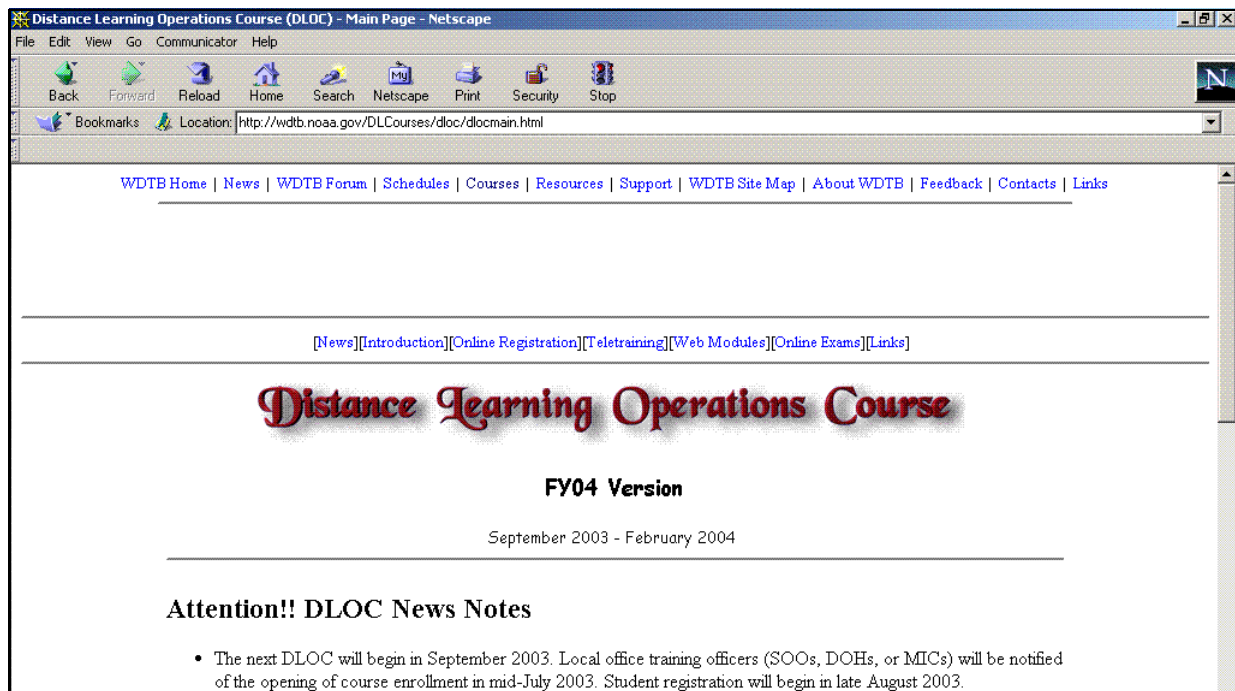 Distance Learning Operations Course (DLOC) - Main Page - Netscape
File Edit View Go Communicator Help
Back Forward Reload Home Search Netscape Print Security Stop
Bookmarks Location: http://wdtb.noaa.gov/DLCourses/dloc/dlocmain.html
WDTB Home | News | WDTB Forum | Schedules | Courses | Resources | Support | WDTB Site Map | About WDTB | Feedback | Contacts | Links
[News][Introduction][Online Registration][Teletraining][Web Modules][Online Exams][Links]
Distance Learning Operations Course
FY04 Version
September 2003 - February 2004
Attention!! DLOC News Notes
• The next DLOC will begin in September 2003. Local office training officers (SOOs, DOHs, or MICs) will be notified
of the opening of course enrollment in mid-July 2003. Student registration will begin in late August 2003.